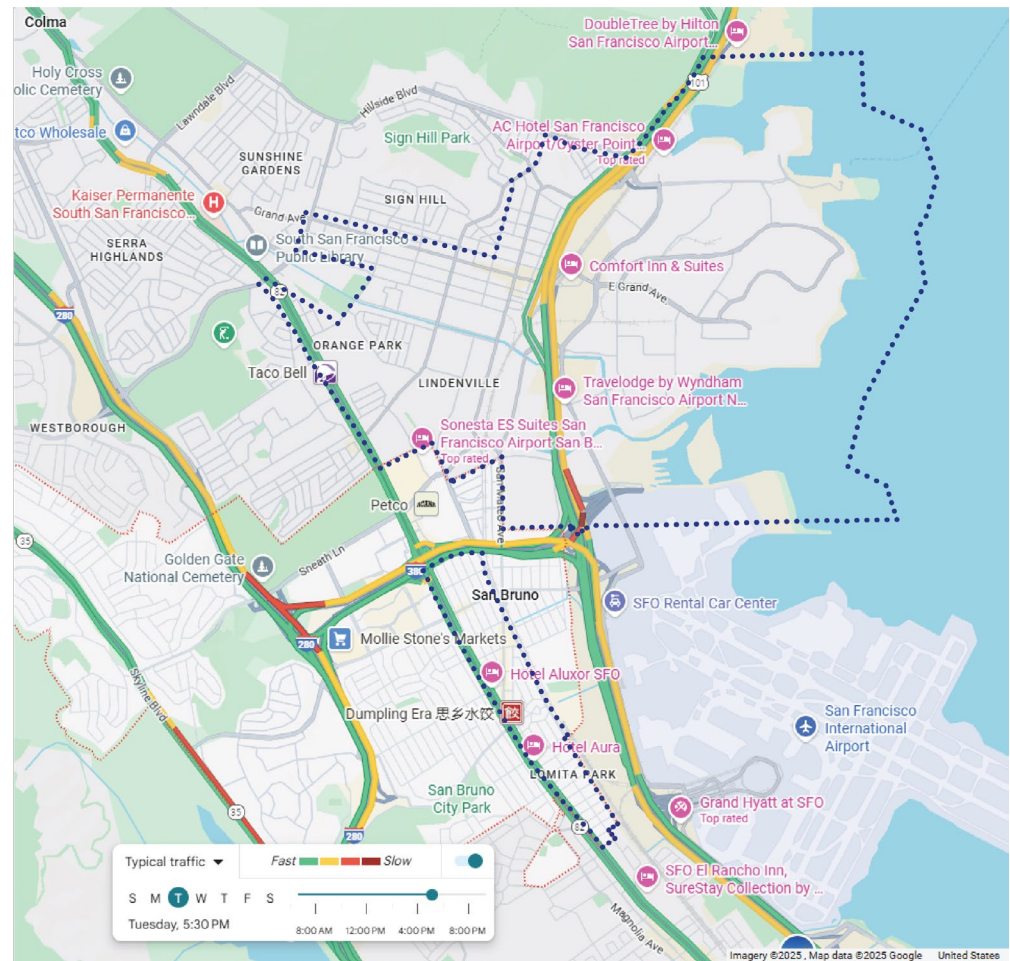 Colma
DoubleTree by Hilton
San Francisco Airport...
Holy Cross
olic Cemetery
Lawndale Blvd
101
Hillside Blvd
tco Wholesale
Sign Hill Park
AC Hotel San Francisco
Airport/Oyster Point...
Top rated
SUNSHINE
GARDENS
Kaiser Permanente
South San Francisco...
H
SIGN HILL
Grand Ave
South San Francisco
Public Library
SERRA
HIGHLANDS
Comfort Inn & Suites
E Grand Ave
82
280
ORANGE PARK
Taco Bell
LINDENVILLE
Travelodge by Wyndham
San Francisco Airport N...
WESTBOROUGH
Sonesta ES Suites San
Francisco Airport San B...
Top rated
Petco
San Mateo Ave
35
Golden Gate
National Cemetery
Sneath Ln
380
San Bruno
SFO Rental Car Center
280
Mollie Stone's Markets
Skyline Blvd
Hotel Aluxor SFO
Dumpling Era 思乡水饺
餃
San Francisco
International
Airport
Hotel Aura
LOMITA PARK
San Bruno
City Park
Grand Hyatt at SFO
Top rated
35
82
280
Typical traffic
Fast
Slow
SFO El Rancho Inn,
SureStay Collection by ...
S M T W T F S
Tuesday, 5:30 PM
8:00 AM 12:00 PM 4:00 PM 8:00 PM
Magnolia Ave
Imagery ©2025 , Map data ©2025 Google United States